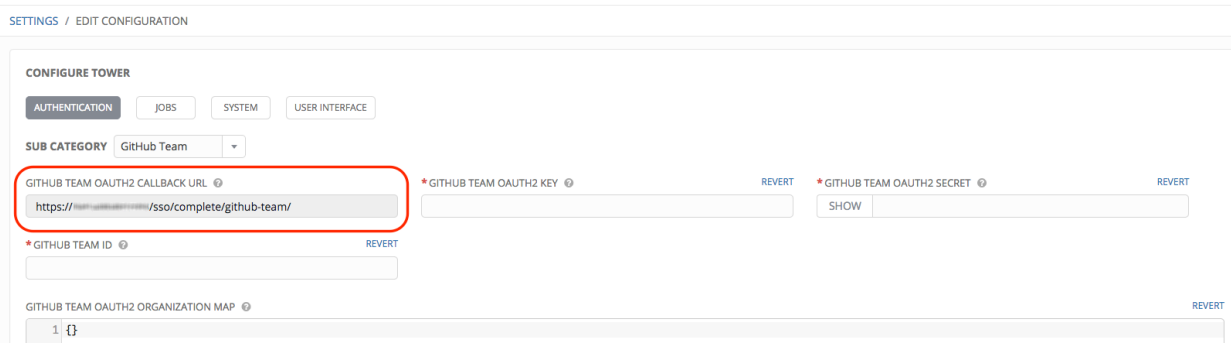 SETTINGS / EDIT CONFIGURATION
CONFIGURE TOWER
AUTHENTICATION JOBS SYSTEM USER INTERFACE
SUB CATEGORY GitHub Team
GITHUB TEAM OAUTH2 CALLBACK URL * GITHUB TEAM OAUTH2 KEY REVERT * GITHUB TEAM OAUTH2 SECRET REVERT
https:// /sso/complete/github-team/ SHOW
* GITHUB TEAM ID REVERT
GITHUB TEAM OAUTH2 ORGANIZATION MAP REVERT
1 {}